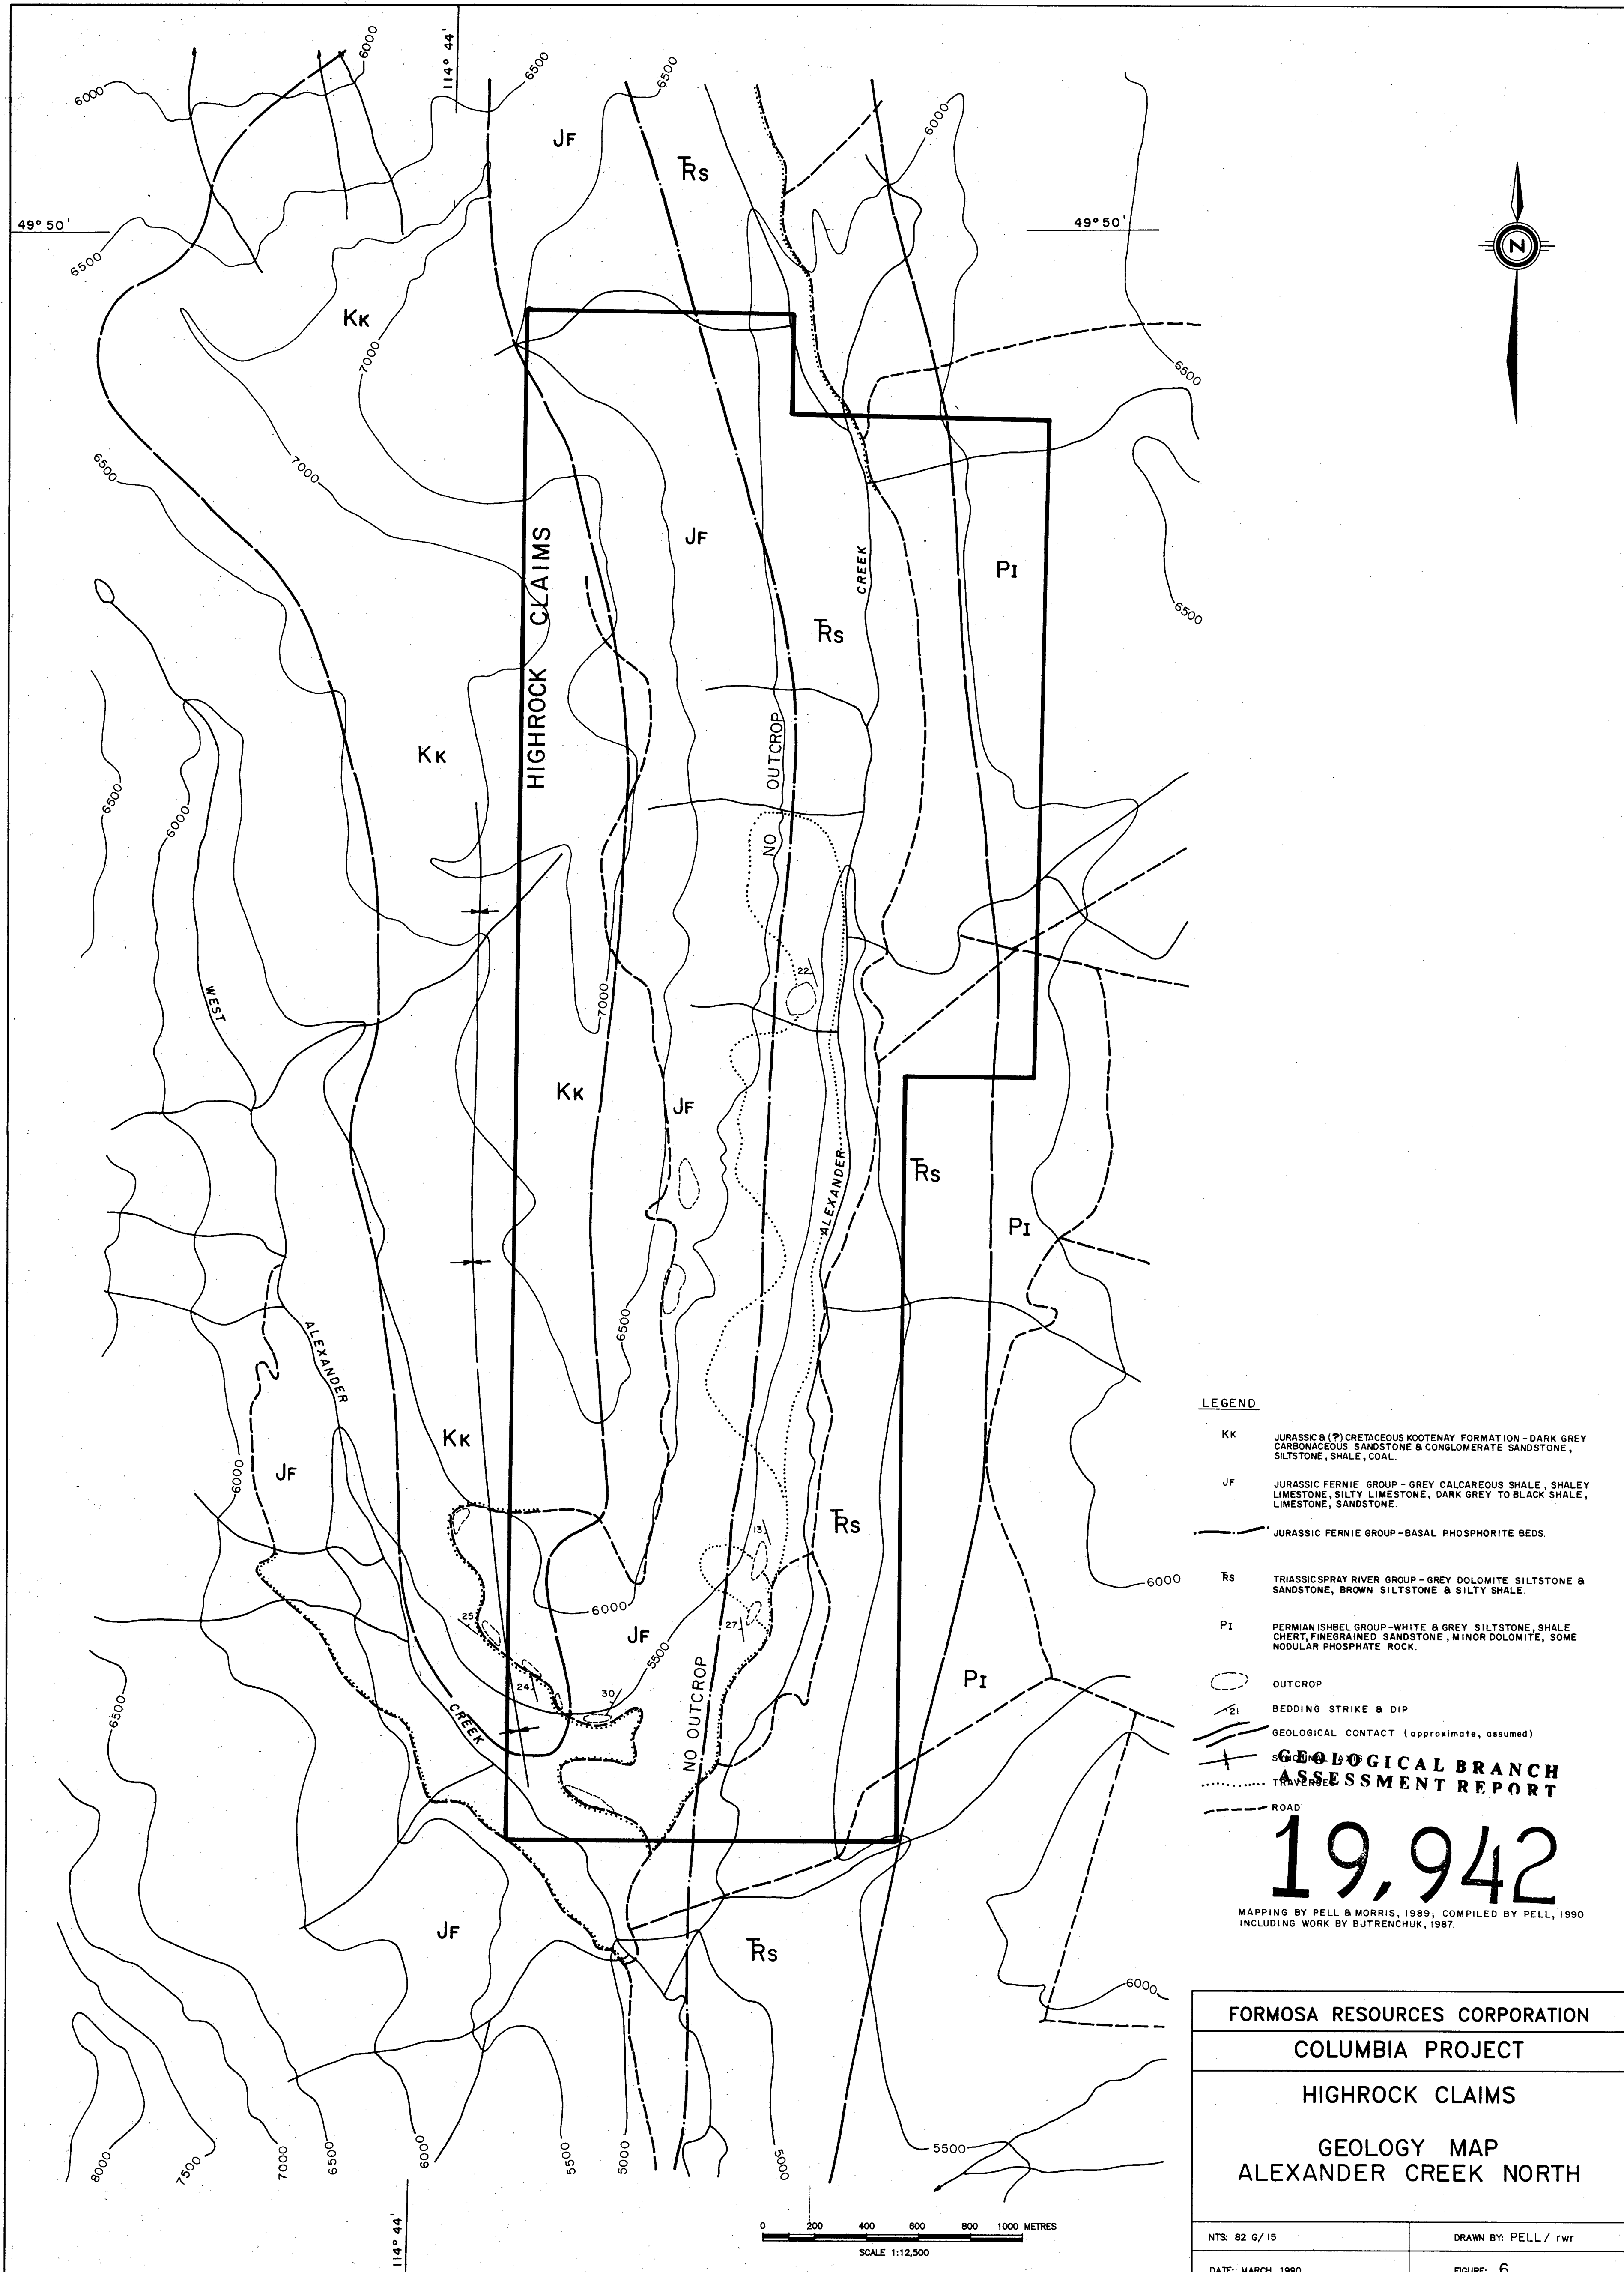 114° 44'
6000
6000
6500
6500
JF
TRs
6000
49° 50'
49° 50'
N
6500
KK
7000
6500
6500
7000
HIGHROCK CLAIMS
JF
CREEK
PI
6500
TRs
KK
NO OUTCROP
6500
6000
WEST
22
7000
KK
JF
ALEXANDER
TRs
PI
6500
ALEXANDER
KK
JF
6000
13
TRs
6000
6000
25
27
JF
5500
24
30
NO OUTCROP
PI
CREEK
6500
JF
TRs
6000
8000
7500
7000
6500
6000
5500
5000
5000
5500
114° 44'
LEGEND
KK JURASSIC & (?) CRETACEOUS KOOTENAY FORMATION - DARK GREY
CARBONACEOUS SANDSTONE & CONGLOMERATE SANDSTONE,
SILTSTONE, SHALE, COAL.
JF JURASSIC FERNIE GROUP - GREY CALCAREOUS SHALE, SHALEY
LIMESTONE, SILTY LIMESTONE, DARK GREY TO BLACK SHALE,
LIMESTONE, SANDSTONE.
JURASSIC FERNIE GROUP - BASAL PHOSPHORITE BEDS.
TRs TRIASSIC SPRAY RIVER GROUP - GREY DOLOMITE SILTSTONE &
SANDSTONE, BROWN SILTSTONE & SILTY SHALE.
PI PERMIAN ISHBEL GROUP - WHITE & GREY SILTSTONE, SHALE
CHERT, FINEGRAINED SANDSTONE, MINOR DOLOMITE, SOME
NODULAR PHOSPHATE ROCK.
OUTCROP
21 BEDDING STRIKE & DIP
GEOLOGICAL CONTACT (approximate, assumed)
SYNCLINAL AXIS
TRAVERSES
ROAD
GEOLOGICAL BRANCH
ASSESSMENT REPORT
19,942
MAPPING BY PELL & MORRIS, 1989; COMPILED BY PELL, 1990
INCLUDING WORK BY BUTRENCHUK, 1987.
FORMOSA RESOURCES CORPORATION
COLUMBIA PROJECT
HIGHROCK CLAIMS
GEOLOGY MAP
ALEXANDER CREEK NORTH
NTS: 82 G/15
DRAWN BY: PELL / rwr
DATE: MARCH 1990
FIGURE: 6
0 200 400 600 800 1000 METRES
SCALE 1:12,500